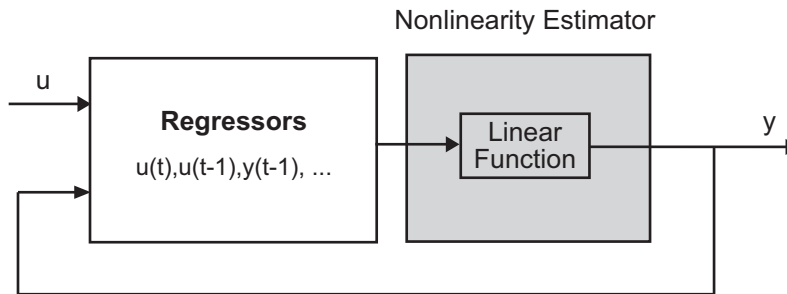 Nonlinearity Estimator
u
Regressors
u(t),u(t-1),y(t-1), ...
Linear
Function
y